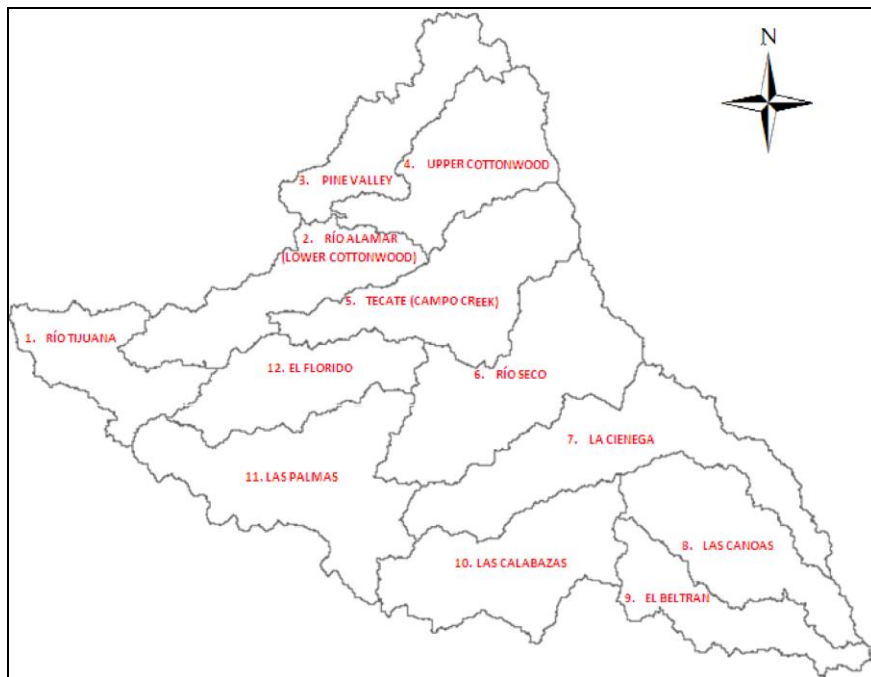 N
4. UPPER COTTONWOOD
3. PINE VALLEY
2. RÍO ALAMAR
(LOWER COTTONWOOD)
5. TECATE (CAMPO CREEK)
1. RÍO TIJUANA
12. EL FLORIDO
6. RÍO SECO
7. LA CIENEGA
11. LAS PALMAS
8. LAS CANOAS
10. LAS CALABAZAS
9. EL BELTRAN